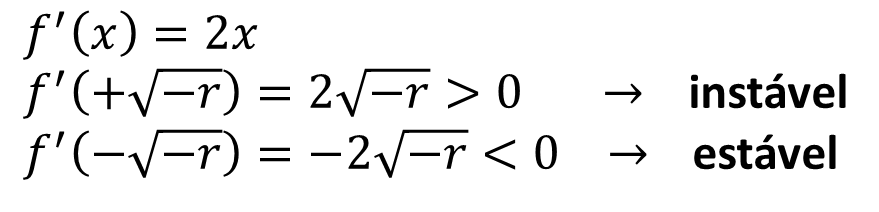 f′(x) = 2x
f′(+√−r) = 2√−r > 0 → instável
f′(−√−r) = −2√−r < 0 → estável